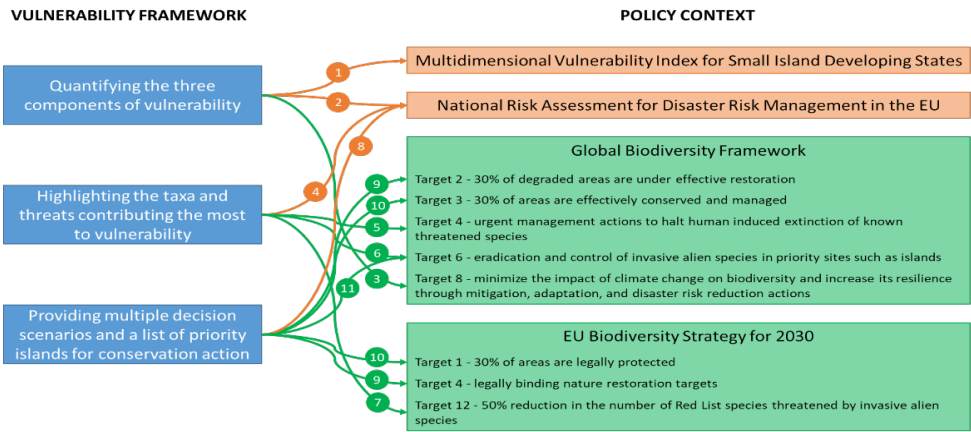 VULNERABILITY FRAMEWORK
POLICY CONTEXT
Quantifying the three
components of vulnerability
Highlighting the taxa and
threats contributing the most
to vulnerability
Providing multiple decision
scenarios and a list of priority
islands for conservation action
1
2
8
4
9
10
5
6
3
11
10
9
7
Multidimensional Vulnerability Index for Small Island Developing States
National Risk Assessment for Disaster Risk Management in the EU
Global Biodiversity Framework
Target 2 - 30% of degraded areas are under effective restoration
Target 3 - 30% of areas are effectively conserved and managed
Target 4 - urgent management actions to halt human induced extinction of known
threatened species
Target 6 - eradication and control of invasive alien species in priority sites such as islands
Target 8 - minimize the impact of climate change on biodiversity and increase its resilience
through mitigation, adaptation, and disaster risk reduction actions
EU Biodiversity Strategy for 2030
Target 1 - 30% of areas are legally protected
Target 4 - legally binding nature restoration targets
Target 12 - 50% reduction in the number of Red List species threatened by invasive alien
species